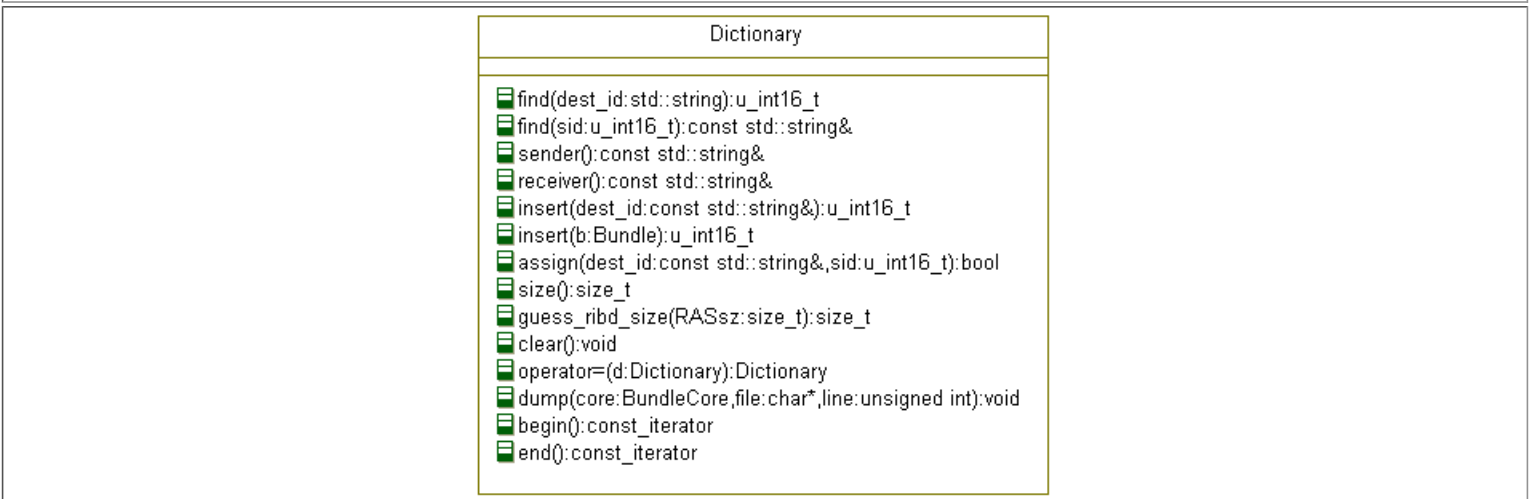 Dictionary
find(dest_id:std::string):u_int16_t
find(sid:u_int16_t):const std::string&
sender():const std::string&
receiver():const std::string&
insert(dest_id:const std::string&):u_int16_t
insert(b:Bundle):u_int16_t
assign(dest_id:const std::string&,sid:u_int16_t):bool
size():size_t
guess_ribd_size(RASsz:size_t):size_t
clear():void
operator=(d:Dictionary):Dictionary
dump(core:BundleCore,file:char*,line:unsigned int):void
begin():const_iterator
end():const_iterator